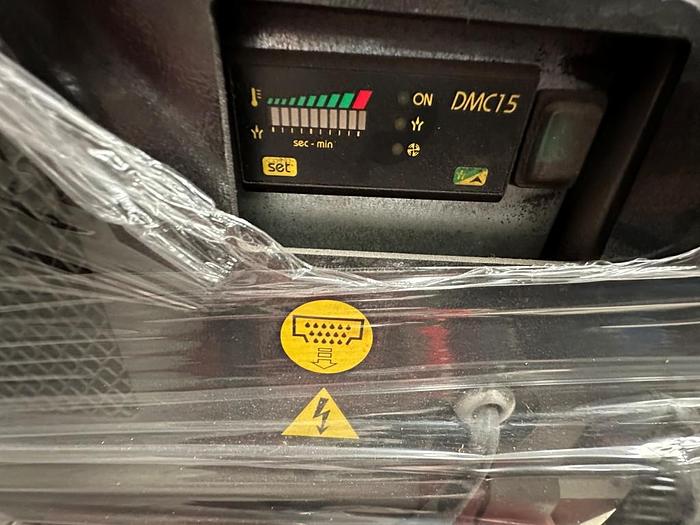 ON
DMC15
sec - min
set